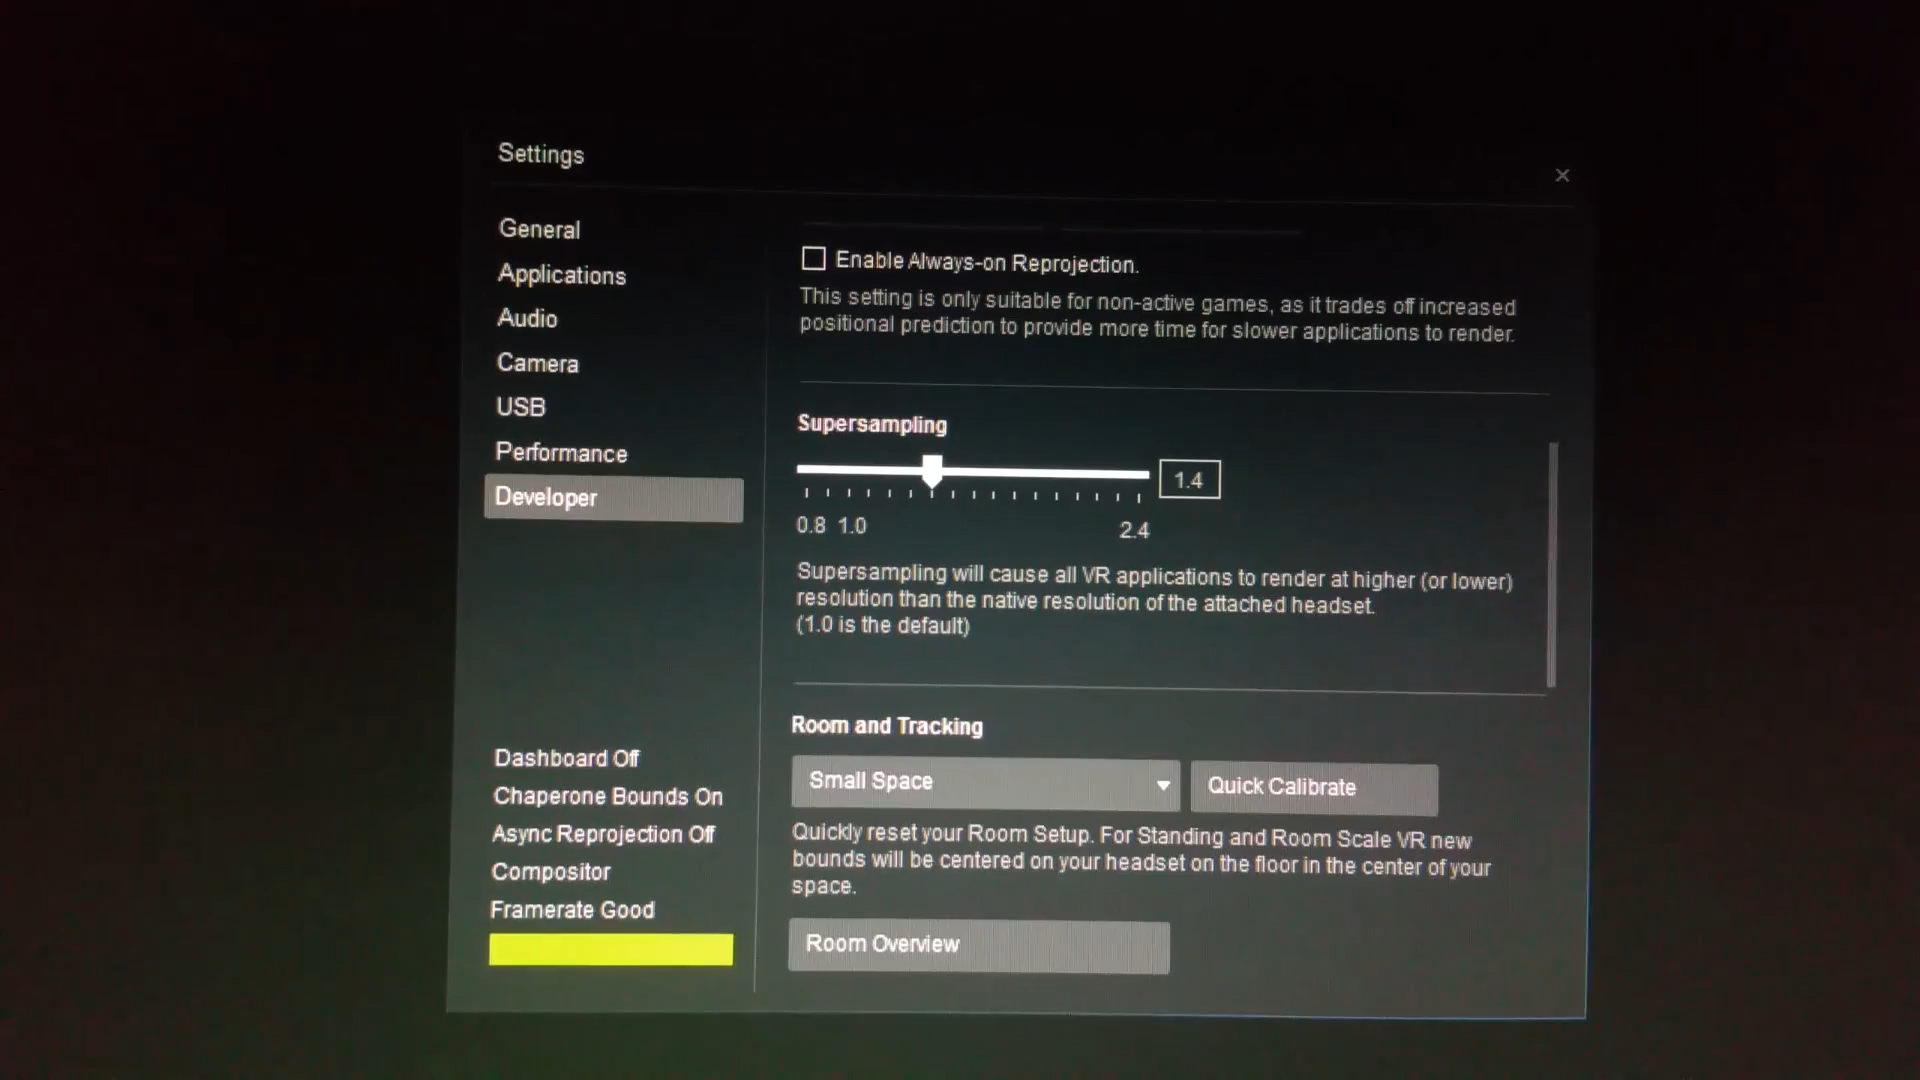 Settings
×
General
Applications
Audio
Camera
USB
Performance
Developer
Dashboard Off
Chaperone Bounds On
Async Reprojection Off
Compositor
Framerate Good
Enable Always-on Reprojection.
This setting is only suitable for non-active games, as it trades off increased
positional prediction to provide more time for slower applications to render.
Supersampling
1.4
0.8 1.0 2.4
Supersampling will cause all VR applications to render at higher (or lower)
resolution than the native resolution of the attached headset.
(1.0 is the default)
Room and Tracking
Small Space
Quick Calibrate
Quickly reset your Room Setup. For Standing and Room Scale VR new
bounds will be centered on your headset on the floor in the center of your
space.
Room Overview